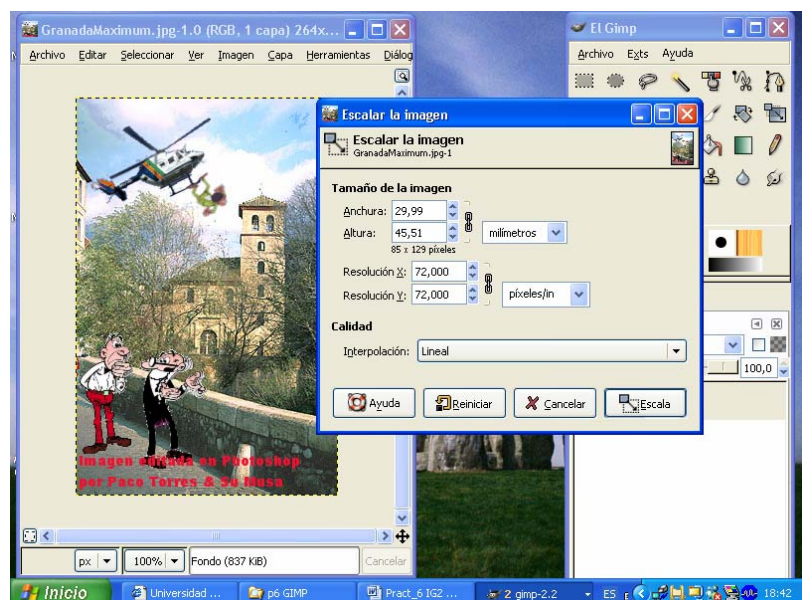 GranadaMaximum.jpg-1.0 (RGB, 1 capa) 264x...
Archivo Editar Seleccionar Ver Imagen Capa Herramientas Diálog
Imagen editada en Photoshop
por Paco Torres & Su Musa
px 100% Fondo (837 KiB) Cancelar
Escalar la imagen
Escalar la imagen
GranadaMaximum.jpg-1
Tamaño de la imagen
Anchura: 29,99
Altura: 45,51 milímetros
85 x 129 píxeles
Resolución X: 72,000
Resolución Y: 72,000 píxeles/in
Calidad
Interpolación: Lineal
Ayuda Reiniciar Cancelar Escala
El Gimp
Archivo Exts Ayuda
100,0
Inicio Universidad ... p6 GIMP Pract_6 IG2 ... 2 gimp-2.2 ES 18:42